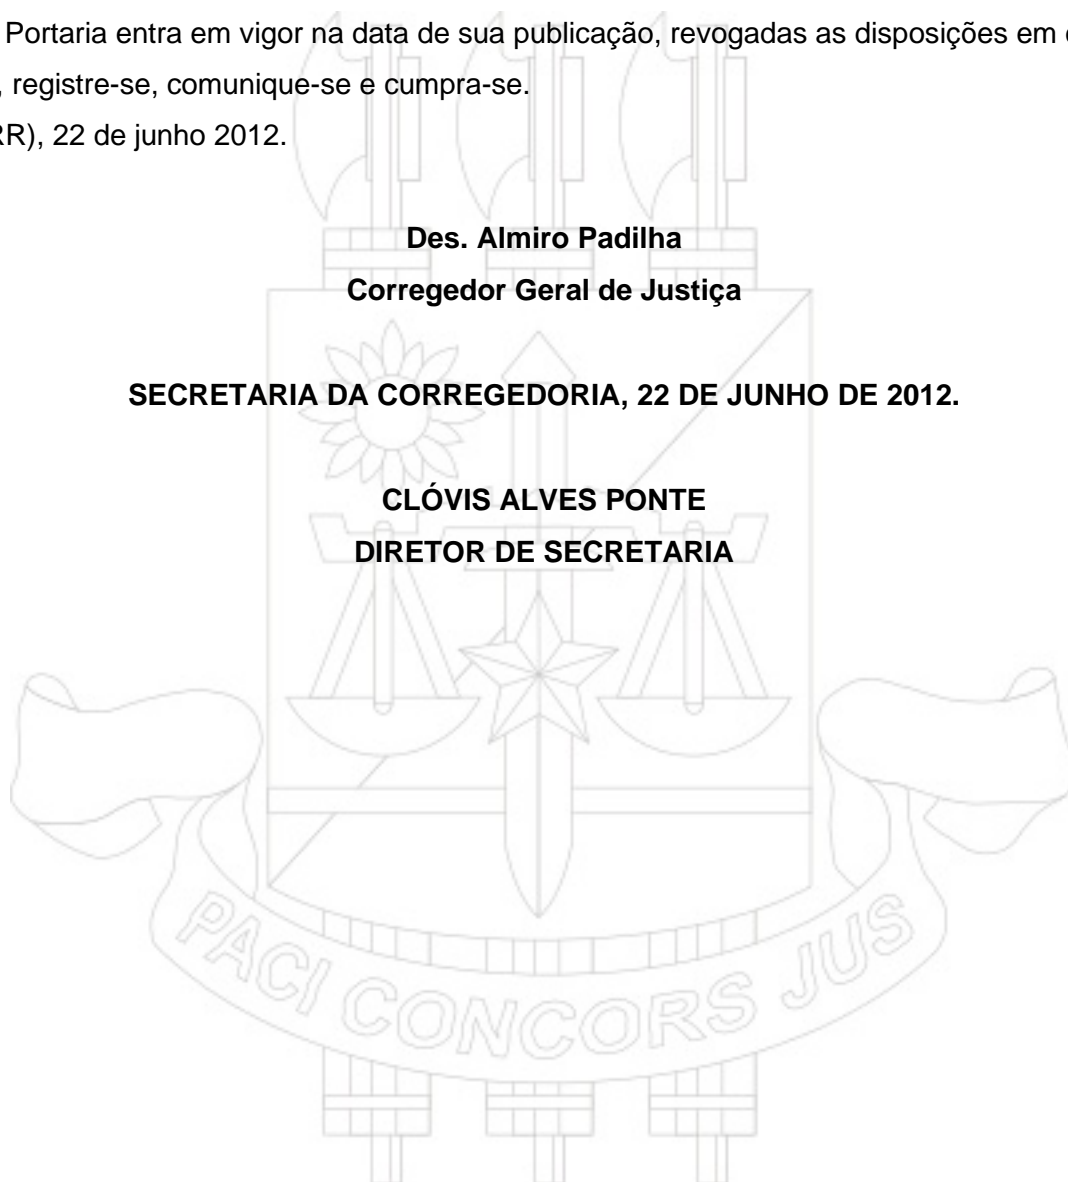 Portaria entra em vigor na data de sua publicação, revogadas as disposições em
, registre-se, comunique-se e cumpra-se.
RR), 22 de junho 2012.
Des. Almiro Padilha
Corregedor Geral de Justiça
SECRETARIA DA CORREGEDORIA, 22 DE JUNHO DE 2012.
CLÓVIS ALVES PONTE
DIRETOR DE SECRETARIA
PACI CONCORS JUS